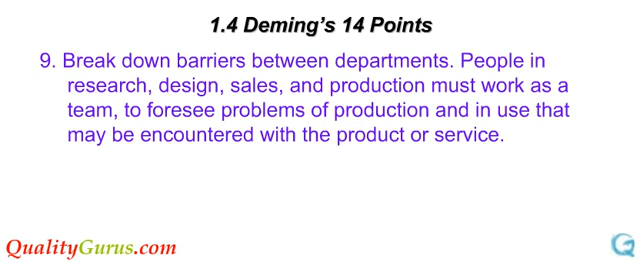 1.4 Deming's 14 Points
9. Break down barriers between departments. People in
research, design, sales, and production must work as a
team, to foresee problems of production and in use that
may be encountered with the product or service.
QualityGurus.com